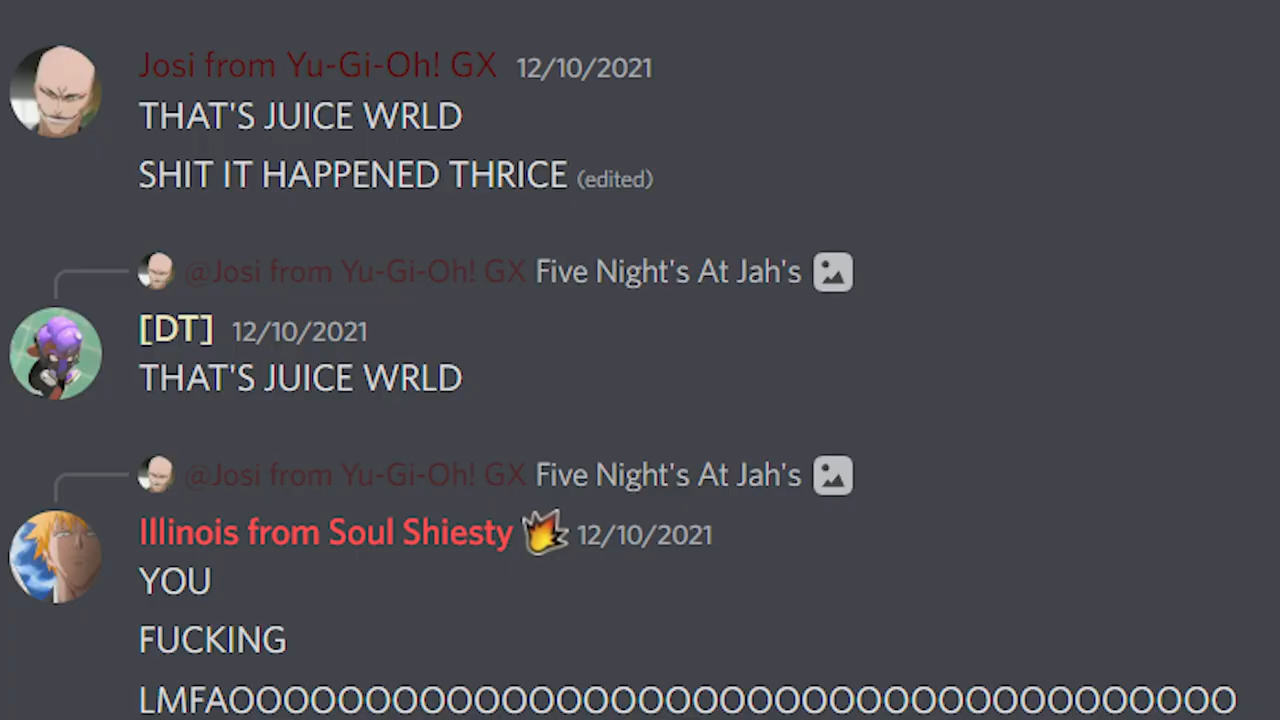 Josi from Yu-Gi-Oh! GX 12/10/2021
THAT'S JUICE WRLD
SHIT IT HAPPENED THRICE (edited)
@Josi from Yu-Gi-Oh! GX Five Night's At Jah's
[DT] 12/10/2021
THAT'S JUICE WRLD
@Josi from Yu-Gi-Oh! GX Five Night's At Jah's
Illinois from Soul Shiesty 12/10/2021
YOU
FUCKING
LMFAOOOOOOOOOOOOOOOOOOOOOOOOOOOOOOOOOOOOO